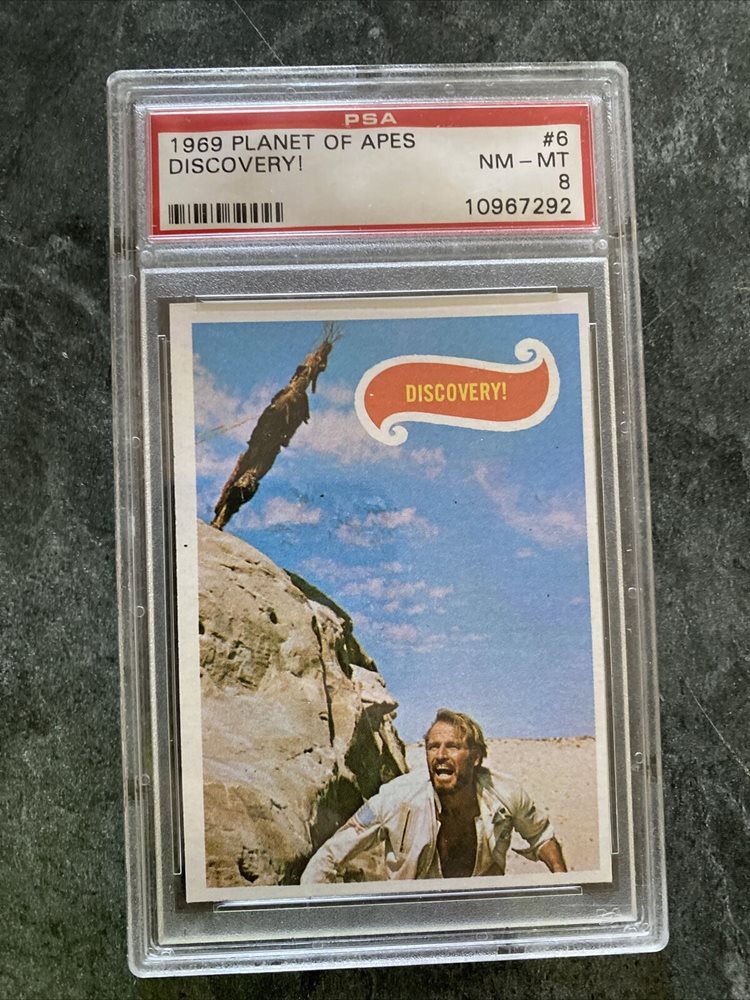 PSA
1969 PLANET OF APES #6
DISCOVERY! NM - MT
8
10967292
DISCOVERY!